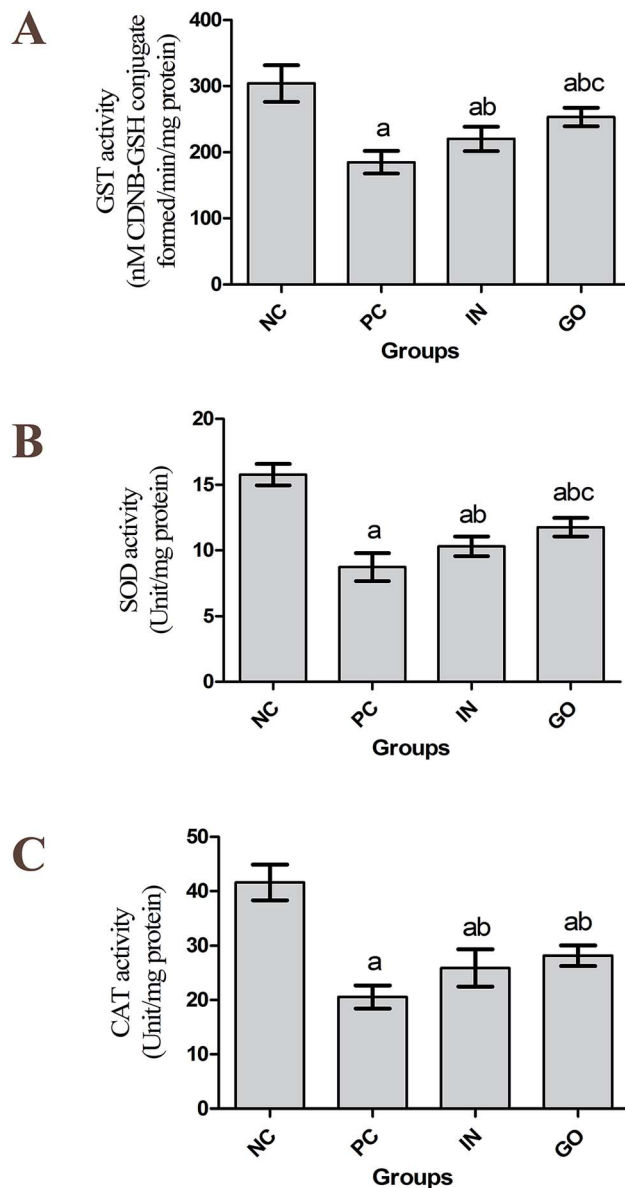 A
GST activity
(nM CDNB-GSH conjugate
formed/min/mg protein)
400
300
200
100
0
a
ab
abc
NC
PC
IN
GO
Groups
B
SOD activity
(Unit/mg protein)
20
15
10
5
0
a
ab
abc
NC
PC
IN
GO
Groups
C
CAT activity
(Unit/mg protein)
50
40
30
20
10
0
a
ab
ab
NC
PC
IN
GO
Groups